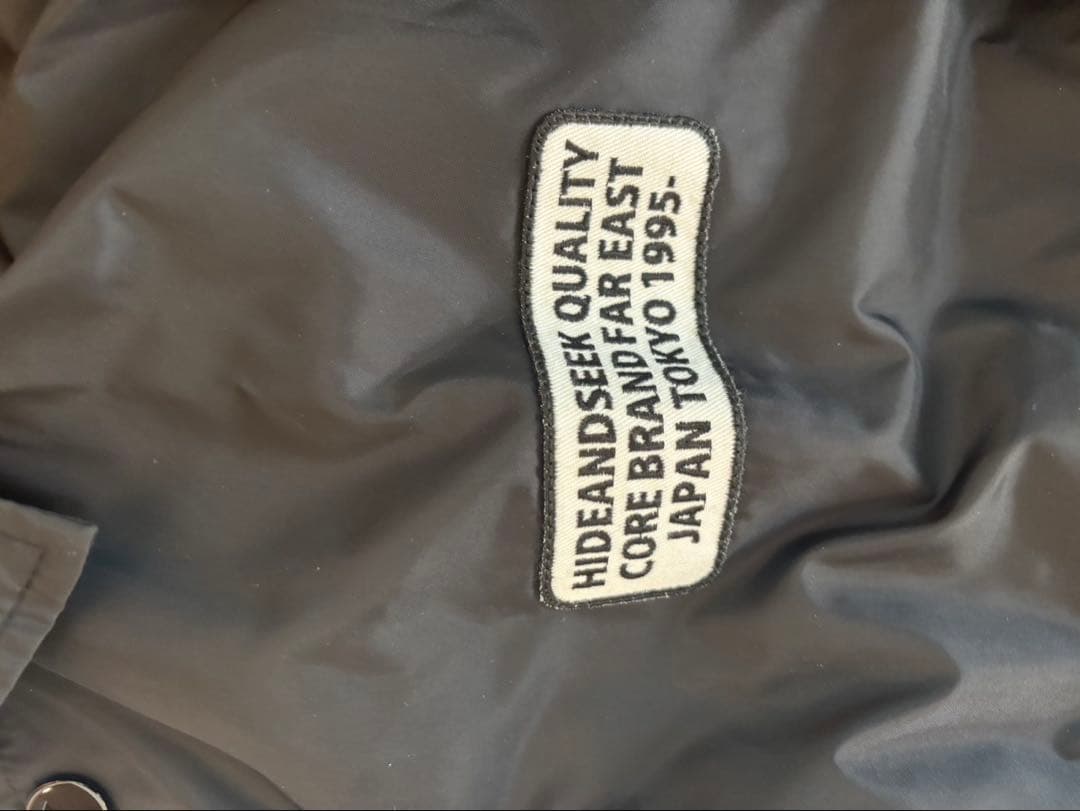 HIDEANDSEEK QUALITY
CORE BRAND FAR EAST
JAPAN TOKYO 1995-